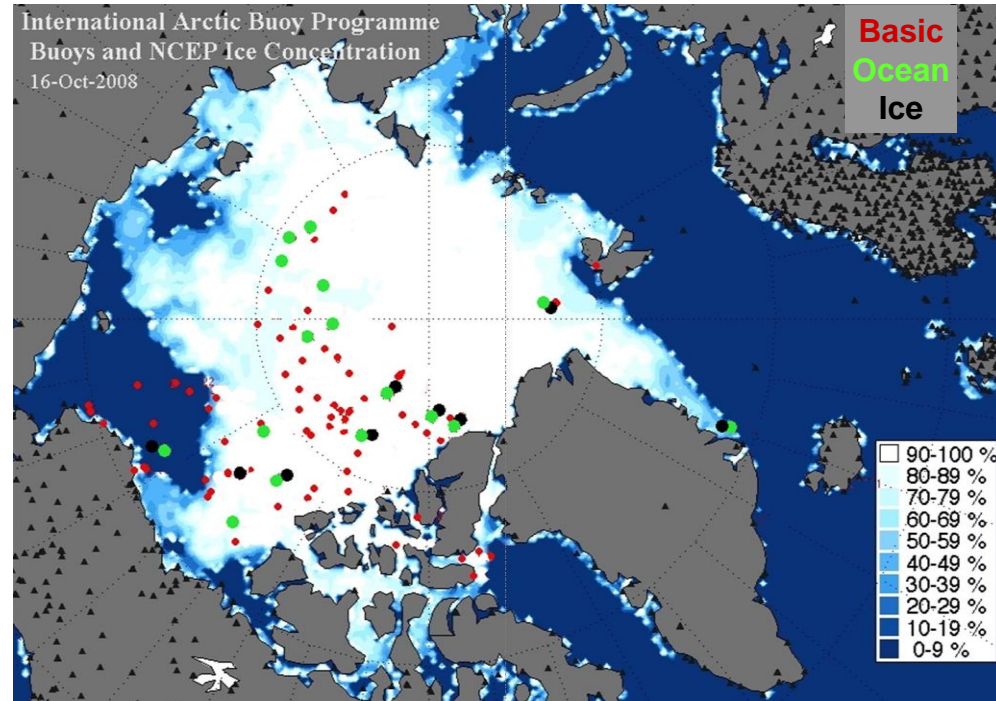 International Arctic Buoy Programme
Buoys and NCEP Ice Concentration
16-Oct-2008
Basic
Ocean
Ice
90-100 %
80-89 %
70-79 %
60-69 %
50-59 %
40-49 %
30-39 %
20-29 %
10-19 %
0-9 %